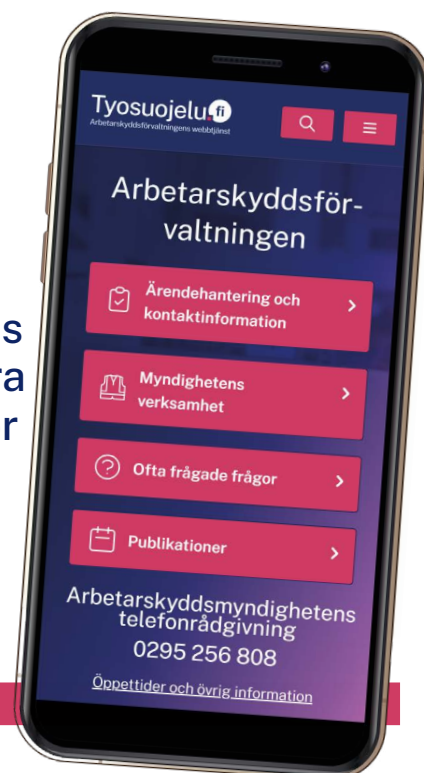 Tyosuojelu.fi
Arbetarskyddsförvaltningens webbtjänst
Arbetarskyddsför-
valtningen
Ärendehantering och
kontaktinformation
Myndighetens
verksamhet
Ofta frågade frågor
Publikationer
Arbetarskyddsmyndighetens
telefonrådgivning
0295 256 808
Öppettider och övrig information